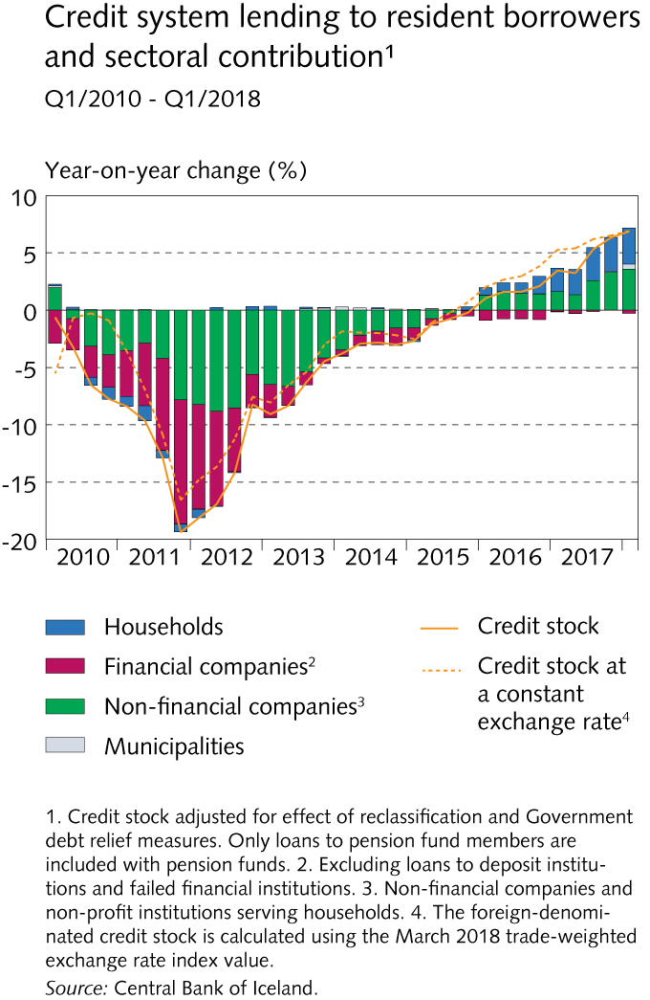 Credit system lending to resident borrowers
and sectoral contribution¹
Q1/2010 - Q1/2018
Year-on-year change (%)
10
5
0
-5
-10
-15
-20
2010 2011 2012 2013 2014 2015 2016 2017
Households
Financial companies²
Non-financial companies³
Municipalities
Credit stock
Credit stock at
a constant
exchange rate⁴
1. Credit stock adjusted for effect of reclassification and Government
debt relief measures. Only loans to pension fund members are
included with pension funds. 2. Excluding loans to deposit institu-
tions and failed financial institutions. 3. Non-financial companies and
non-profit institutions serving households. 4. The foreign-denomi-
nated credit stock is calculated using the March 2018 trade-weighted
exchange rate index value.
Source: Central Bank of Iceland.